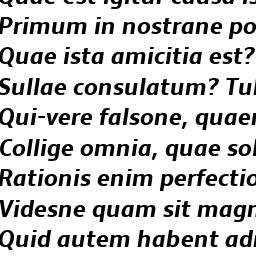 Quae est igitur causa is
Primum in nostrane po
Quae ista amicitia est?
Sullae consulatum? Tul
Qui-vere falsone, quaer
Collige omnia, quae sol
Rationis enim perfectio
Videsne quam sit magn
Quid autem habent adr